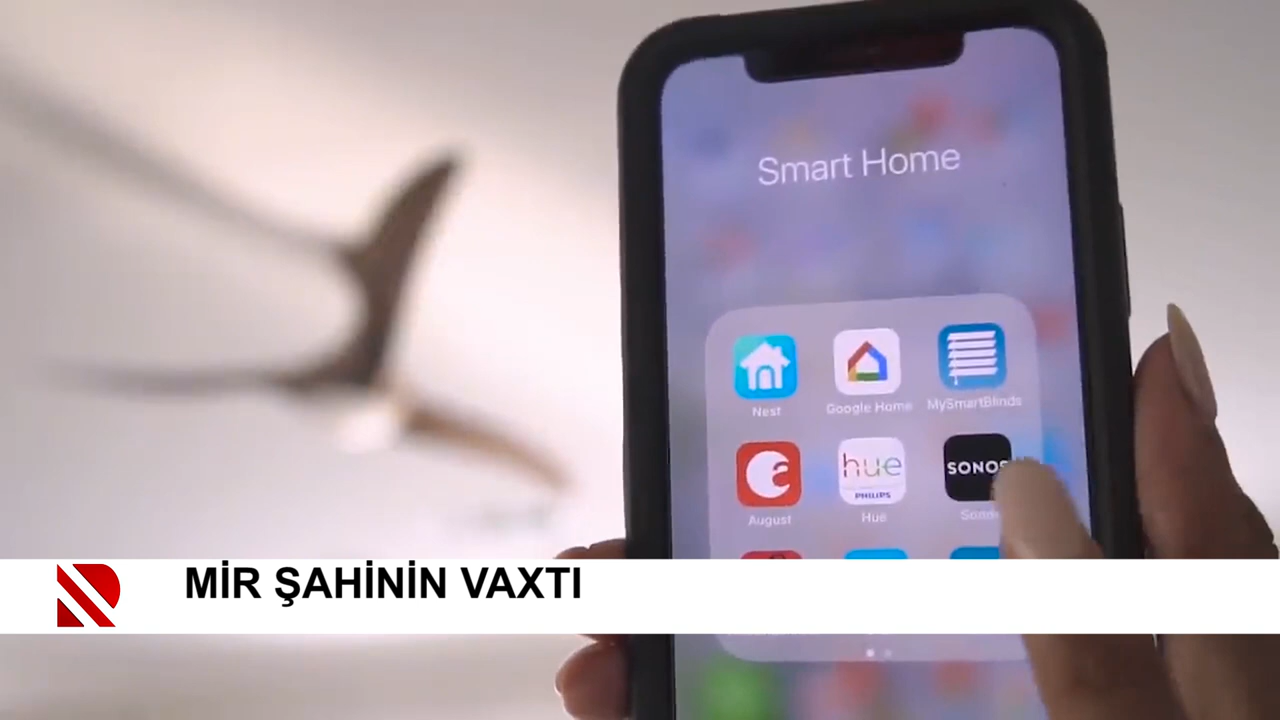 Smart Home
Nest
Google Home
MySmartBlinds
August
hue
PHILIPS
Hue
SONOS
MİR ŞAHİNİN VAXTI